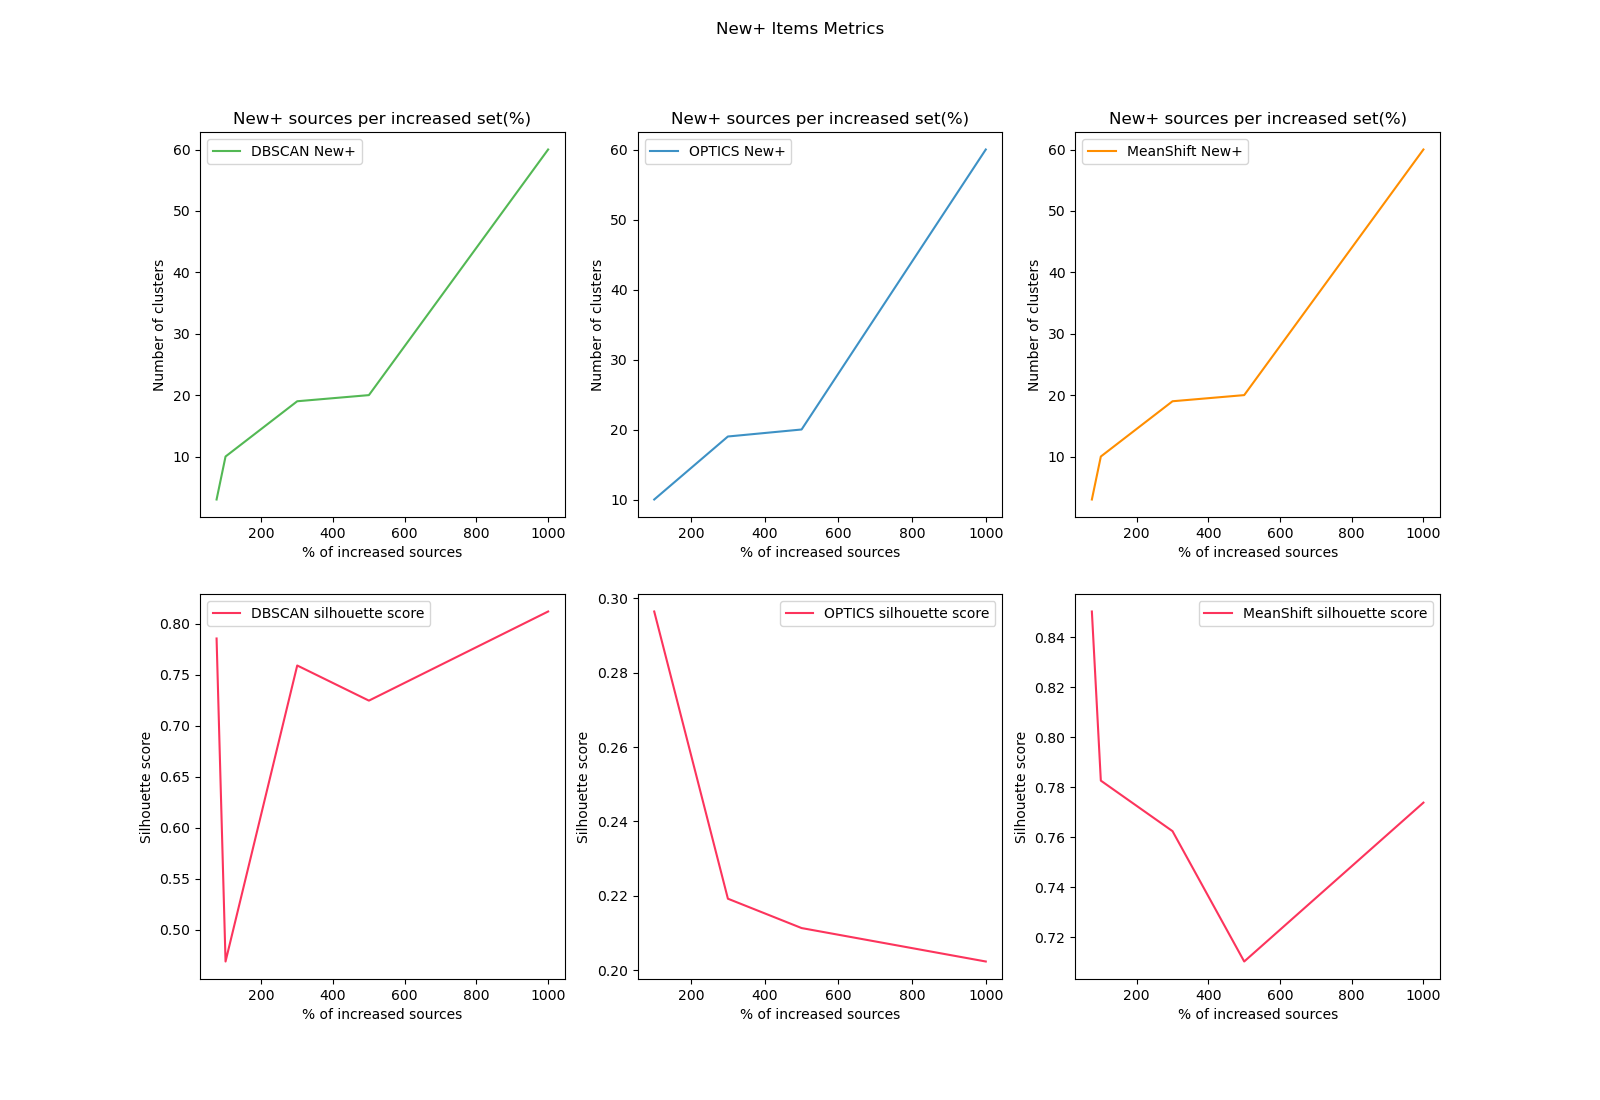 New+ Items Metrics
New+ sources per increased set(%)
DBSCAN New+
60
50
40
30
20
10
Number of clusters
200 400 600 800 1000
% of increased sources
New+ sources per increased set(%)
OPTICS New+
60
50
40
30
20
10
Number of clusters
200 400 600 800 1000
% of increased sources
New+ sources per increased set(%)
MeanShift New+
60
50
40
30
20
10
Number of clusters
200 400 600 800 1000
% of increased sources
DBSCAN silhouette score
0.80
0.75
0.70
0.65
0.60
0.55
0.50
Silhouette score
200 400 600 800 1000
% of increased sources
OPTICS silhouette score
0.30
0.28
0.26
0.24
0.22
0.20
Silhouette score
200 400 600 800 1000
% of increased sources
MeanShift silhouette score
0.84
0.82
0.80
0.78
0.76
0.74
0.72
Silhouette score
200 400 600 800 1000
% of increased sources